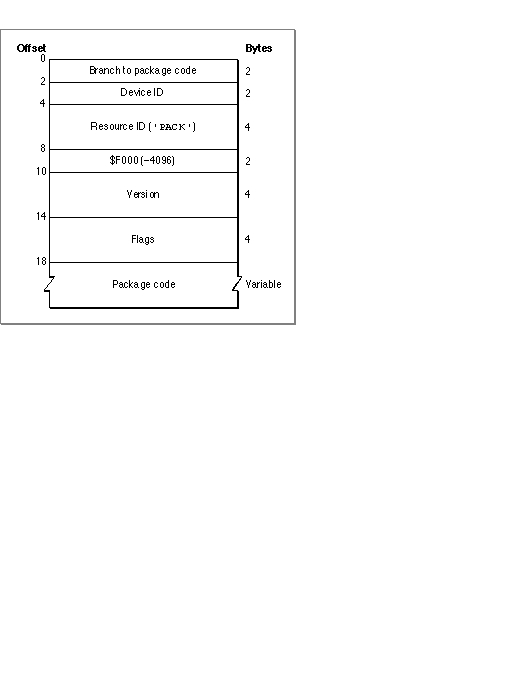 Offset Bytes
0
Branch to package code 2
2
Device ID 2
4
Resource ID ('PACK') 4
8
$F000 (–4096) 2
10
Version 4
14
Flags 4
18
Package code Variable